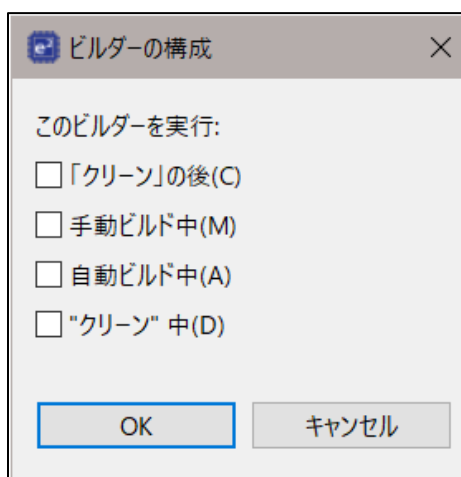 ビルダーの構成
このビルダーを実行:
「クリーン」の後(C)
手動ビルド中(M)
自動ビルド中(A)
"クリーン" 中(D)
OK キャンセル